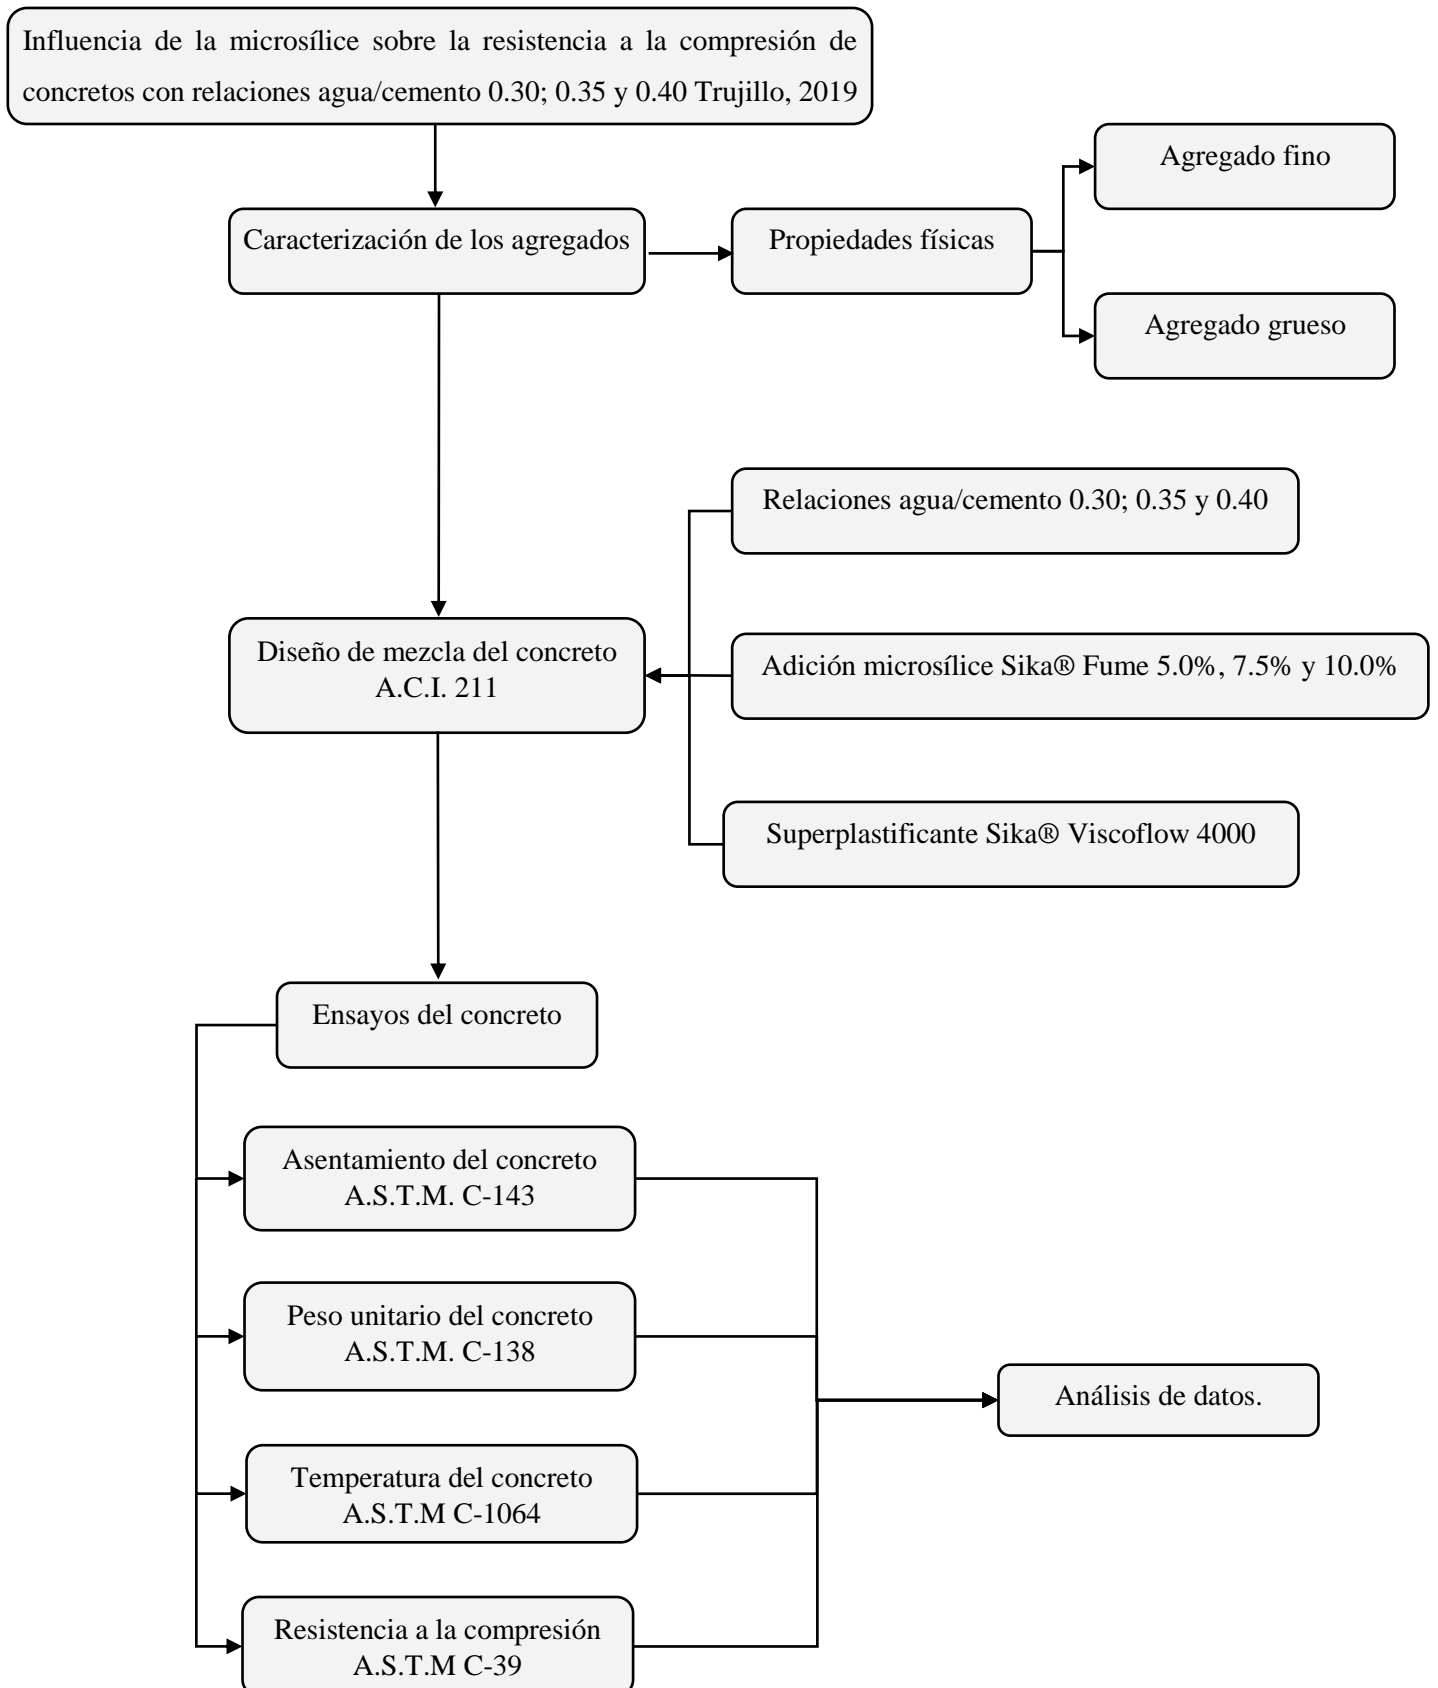 Influencia de la microsílice sobre la resistencia a la compresión de
concretos con relaciones agua/cemento 0.30; 0.35 y 0.40 Trujillo, 2019
Agregado fino
Caracterización de los agregados
Propiedades físicas
Agregado grueso
Relaciones agua/cemento 0.30; 0.35 y 0.40
Diseño de mezcla del concreto
A.C.I. 211
Adición microsílice Sika® Fume 5.0%, 7.5% y 10.0%
Superplastificante Sika® Viscoflow 4000
Ensayos del concreto
Asentamiento del concreto
A.S.T.M. C-143
Peso unitario del concreto
A.S.T.M. C-138
Análisis de datos.
Temperatura del concreto
A.S.T.M C-1064
Resistencia a la compresión
A.S.T.M C-39